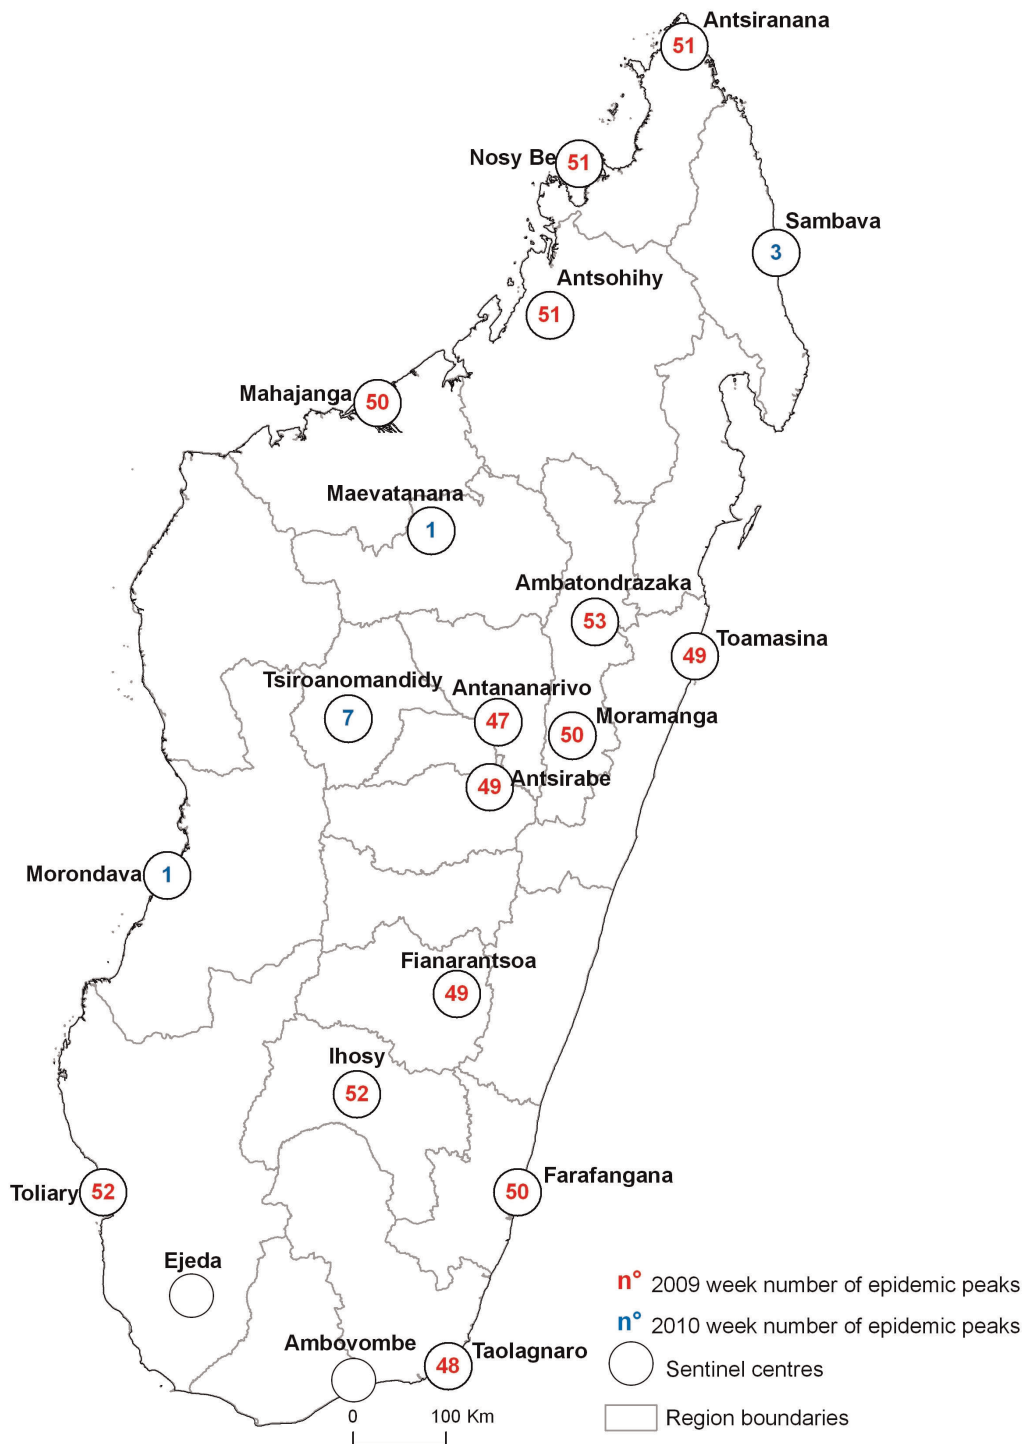 Antsiranana
51
Nosy Be
51
Sambava
3
Antsohihy
51
Mahajanga
50
Maevatanana
1
Ambatondrazaka
53
Toamasina
49
Tsiroanomandidy
7
Antananarivo
47
Moramanga
50
Antsirabe
49
Morondava
1
Fianarantsoa
49
Ihosy
52
Toliary
52
Farafangana
50
Ejeda
Ambovombe
Taolagnaro
48
n° 2009 week number of epidemic peaks
n° 2010 week number of epidemic peaks
Sentinel centres
Region boundaries
0 100 Km